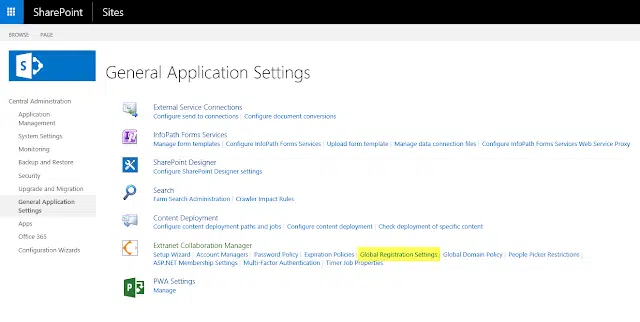 SharePoint Sites
BROWSE PAGE
S
General Application Settings
Central Administration
Application
Management
System Settings
Monitoring
Backup and Restore
Security
Upgrade and Migration
General Application
Settings
Apps
Office 365
Configuration Wizards
External Service Connections
Configure send to connections | Configure document conversions
InfoPath Forms Services
Manage form templates | Configure InfoPath Forms Services | Upload form template | Manage data connection files | Configure InfoPath Forms Services Web Service Proxy
SharePoint Designer
Configure SharePoint Designer settings
Search
Farm Search Administration | Crawler Impact Rules
Content Deployment
Configure content deployment paths and jobs | Configure content deployment | Check deployment of specific content
Extranet Collaboration Manager
Setup Wizard | Account Managers | Password Policy | Expiration Policies | Global Registration Settings | Global Domain Policy | People Picker Restrictions |
ASP.NET Membership Settings | Multi-Factor Authentication | Timer Job Properties
PWA Settings
Manage